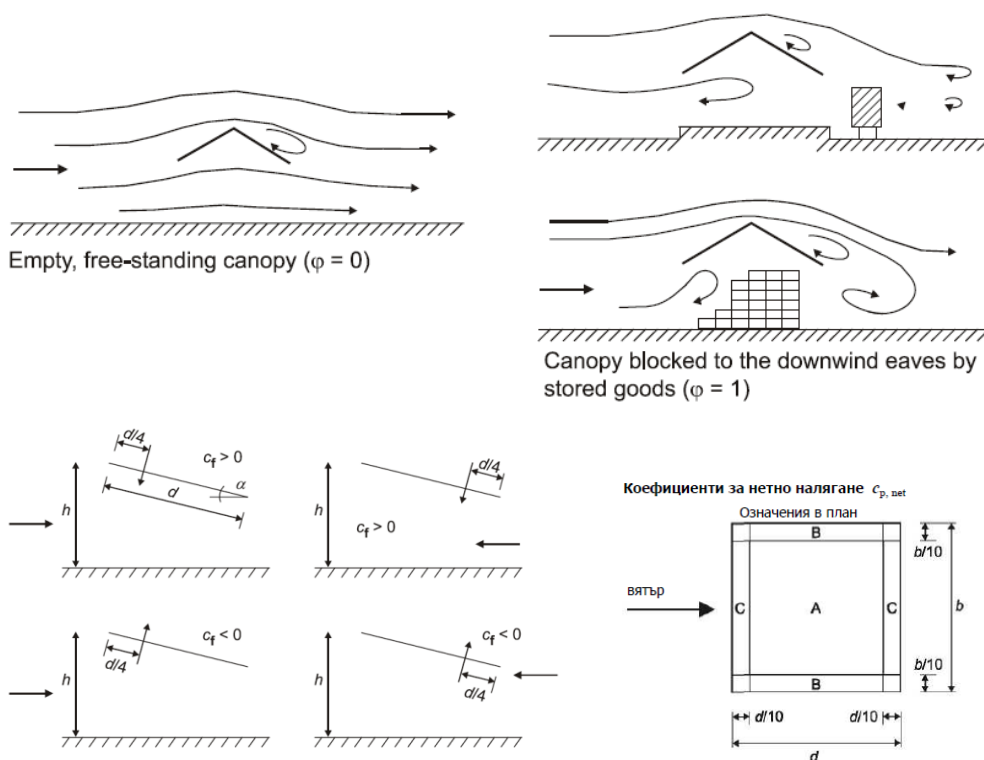 Empty, free-standing canopy (φ = 0)
Canopy blocked to the downwind eaves by
stored goods (φ = 1)
d/4
c_f > 0
α
d
h
d/4
h
c_f > 0
c_f < 0
d/4
h
c_f < 0
h
d/4
Коефициенти за нетно налягане c_p, net
Означения в план
вятър
B
b/10
C
A
C
b
b/10
B
d/10
d/10
d